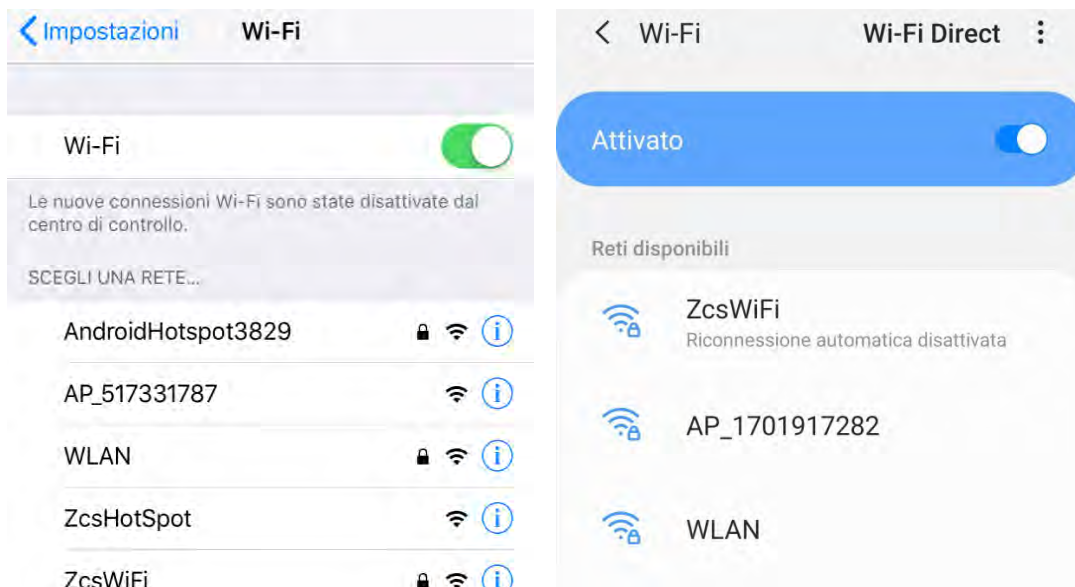 Impostazioni
Wi-Fi
Wi-Fi
Le nuove connessioni Wi-Fi sono state disattivate dal
centro di controllo.
SCEGLI UNA RETE...
AndroidHotspot3829
AP_517331787
WLAN
ZcsHotSpot
ZcsWiFi
Wi-Fi
Wi-Fi Direct
Attivato
Reti disponibili
ZcsWiFi
Riconnessione automatica disattivata
AP_1701917282
WLAN